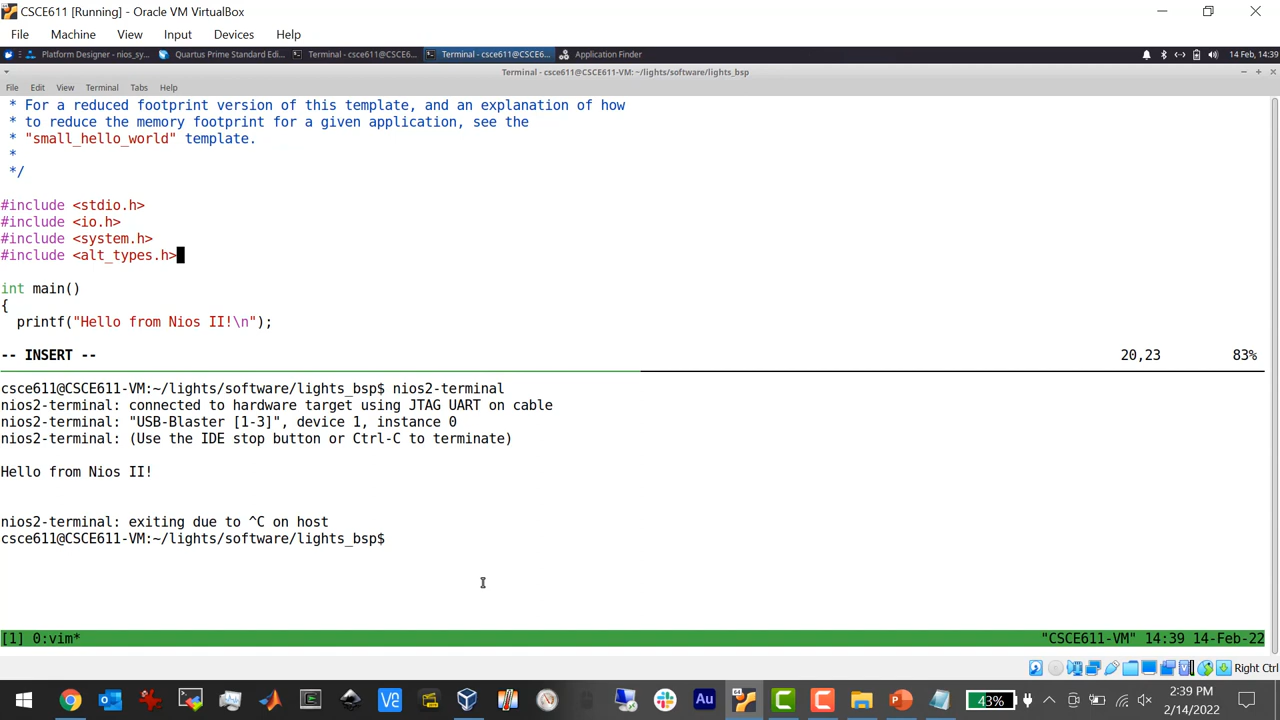 CSCE611 [Running] - Oracle VM VirtualBox
File Machine View Input Devices Help
Platform Designer - nios_sy... Quartus Prime Standard Edi... Terminal - csce611@CSCE6... Terminal - csce611@CSCE6... Application Finder 14 Feb, 14:39
Terminal - csce611@CSCE611-VM: ~/lights/software/lights_bsp
File Edit View Terminal Tabs Help
* For a reduced footprint version of this template, and an explanation of how
* to reduce the memory footprint for a given application, see the
* "small_hello_world" template.
*
*/
#include <stdio.h>
#include <io.h>
#include <system.h>
#include <alt_types.h>
int main()
{
printf("Hello from Nios II!\n");
-- INSERT -- 20,23 83%
csce611@CSCE611-VM:~/lights/software/lights_bsp$ nios2-terminal
nios2-terminal: connected to hardware target using JTAG UART on cable
nios2-terminal: "USB-Blaster [1-3]", device 1, instance 0
nios2-terminal: (Use the IDE stop button or Ctrl-C to terminate)
Hello from Nios II!
nios2-terminal: exiting due to ^C on host
csce611@CSCE611-VM:~/lights/software/lights_bsp$
[1] 0:vim* "CSCE611-VM" 14:39 14-Feb-22
Right Ctrl
Au 43% 2:39 PM
2/14/2022